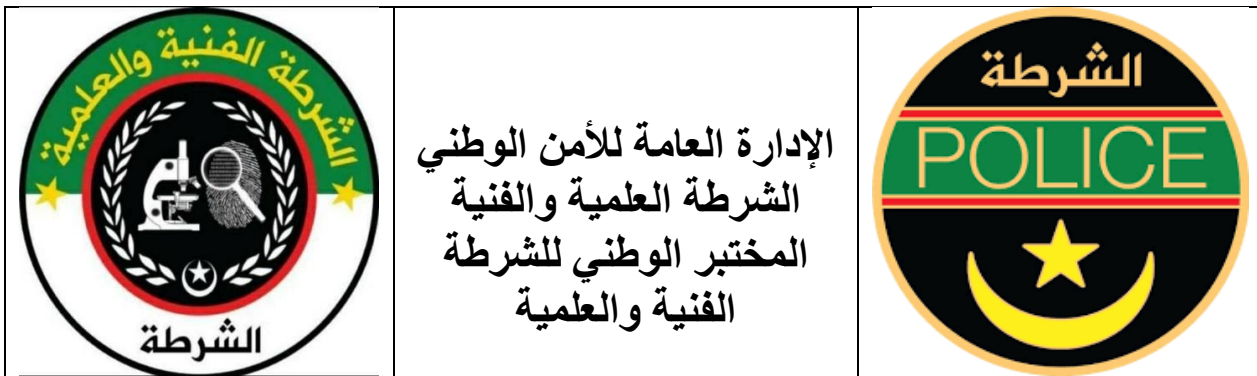 الشرطة
POLICE
الإدارة العامة للأمن الوطني
الشرطة العلمية والفنية
المختبر الوطني للشرطة
الفنية والعلمية
الشرطة الفنية والعلمية
الشرطة